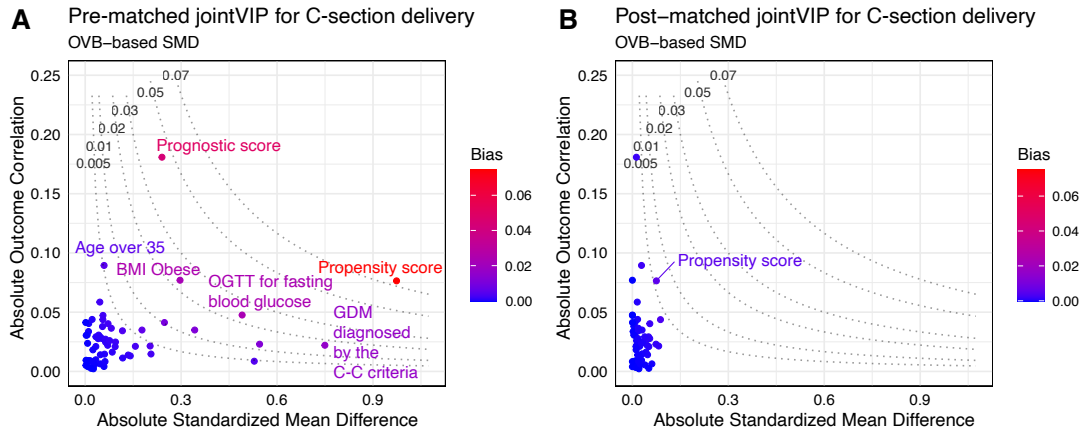 A
Pre-matched jointVIP for C-section delivery
OVB−based SMD
0.25
0.20
0.15
0.10
0.05
0.00
Absolute Outcome Correlation
0.07
0.05
0.03
0.02
0.01
0.005
Prognostic score
Age over 35
BMI Obese
Propensity score
OGTT for fasting
blood glucose
GDM
diagnosed
by the
C-C criteria
0.0
0.3
0.6
0.9
Absolute Standardized Mean Difference
Bias
0.06
0.04
0.02
0.00
B
Post−matched jointVIP for C-section delivery
OVB−based SMD
0.25
0.20
0.15
0.10
0.05
0.00
Absolute Outcome Correlation
0.07
0.05
0.03
0.02
0.01
0.005
Propensity score
0.0
0.3
0.6
0.9
Absolute Standardized Mean Difference
Bias
0.06
0.04
0.02
0.00